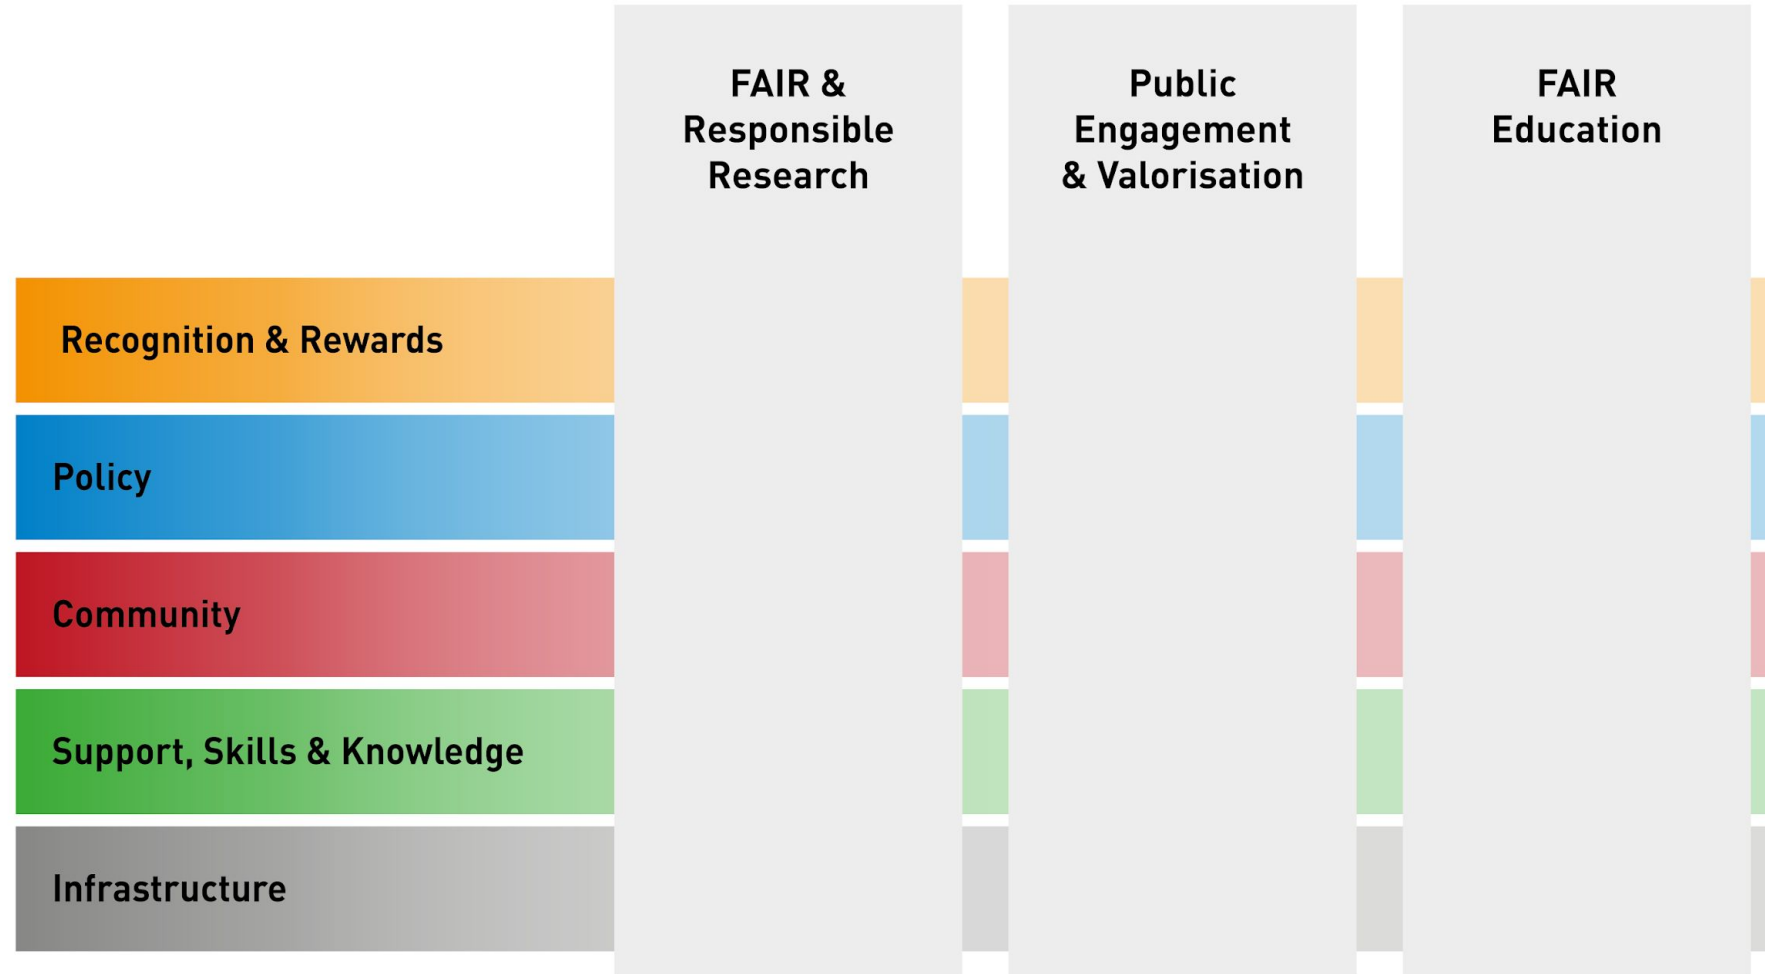 FAIR &
Responsible
Research
Public
Engagement
& Valorisation
FAIR
Education
Recognition & Rewards
Policy
Community
Support, Skills & Knowledge
Infrastructure